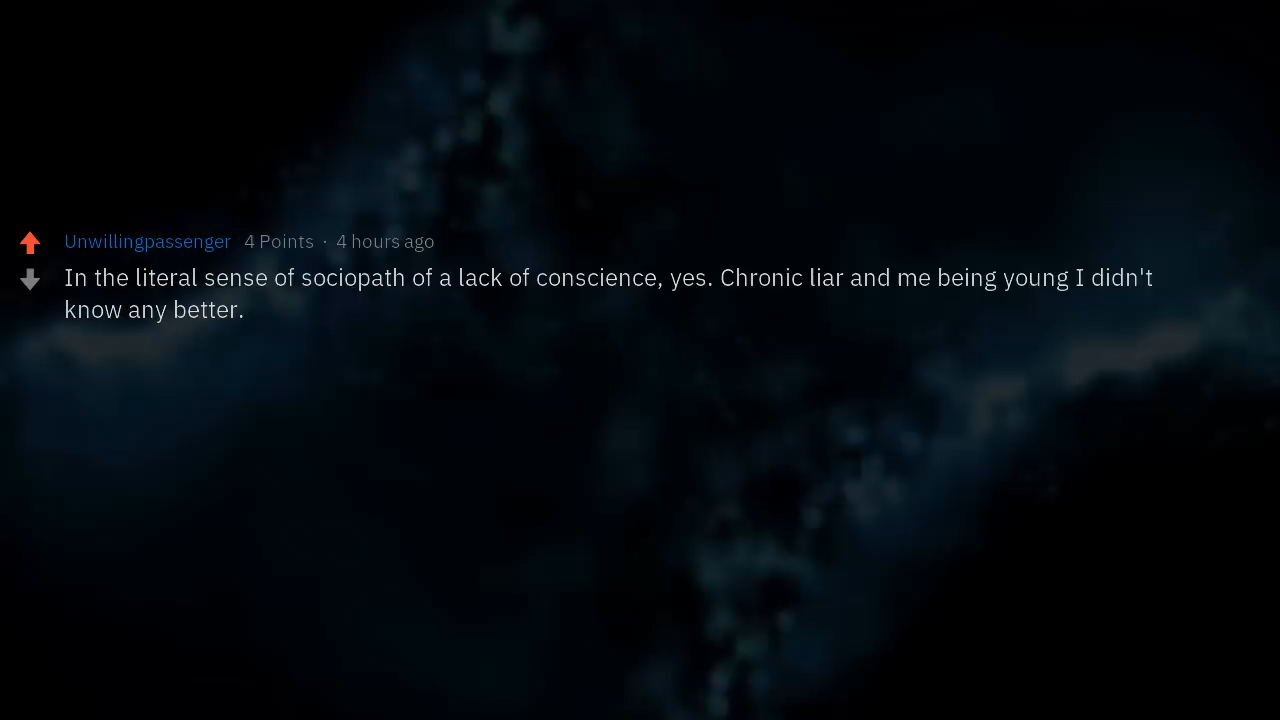 Unwillingpassenger 4 Points · 4 hours ago
In the literal sense of sociopath of a lack of conscience, yes. Chronic liar and me being young I didn't
know any better.